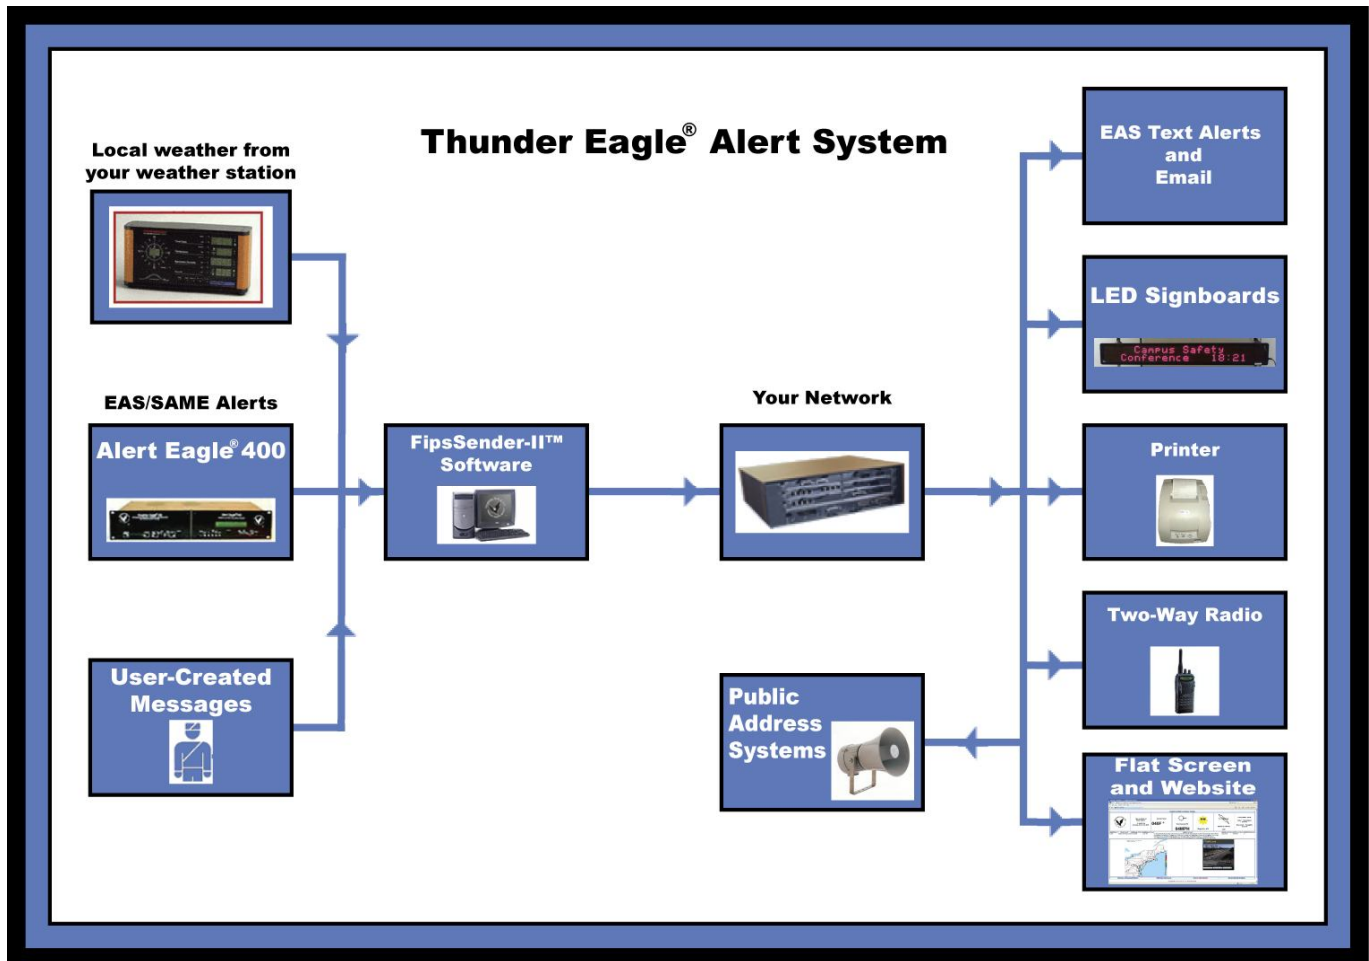 Thunder Eagle® Alert System
Local weather from
your weather station
EAS/SAME Alerts
Alert Eagle® 400
User-Created
Messages
FipsSender-II™
Software
Your Network
Public
Address
Systems
EAS Text Alerts
and
Email
LED Signboards
Campus Safety
Conference 18:21
Printer
Two-Way Radio
Flat Screen
and Website